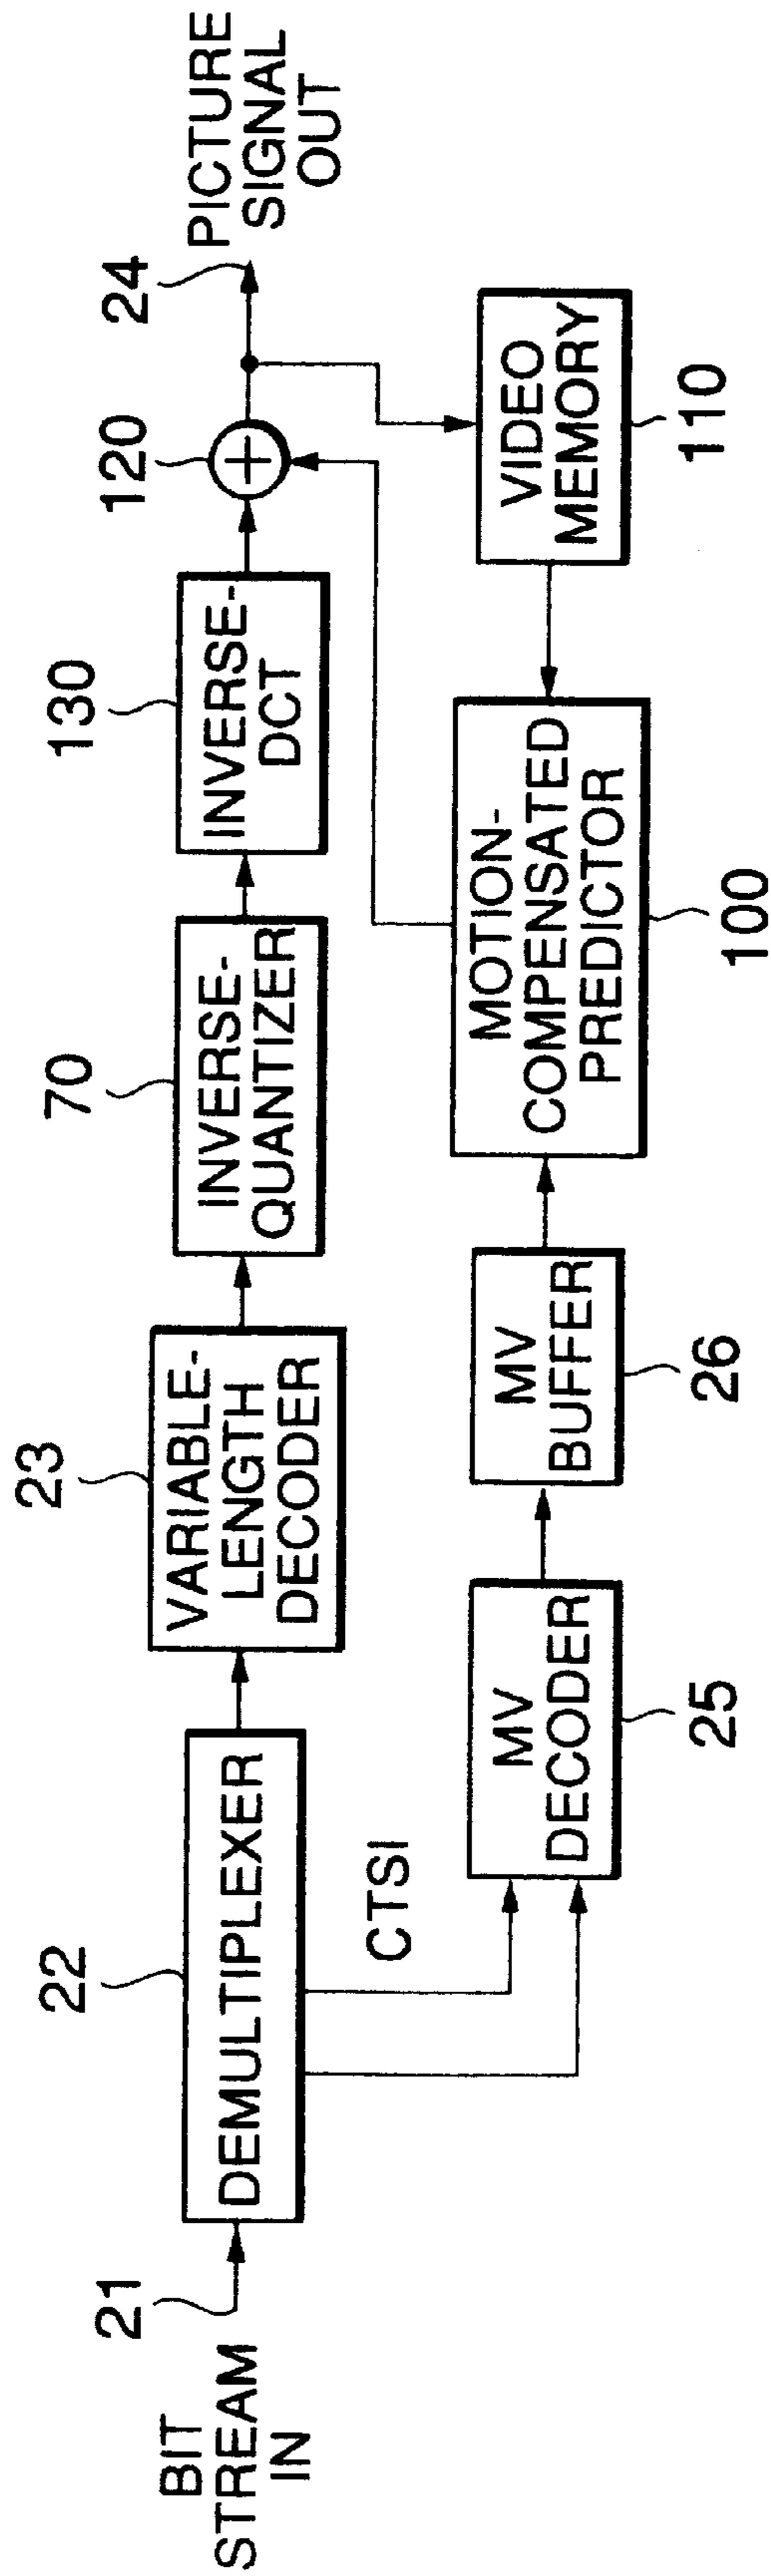 BIT
STREAM
IN
21
22
DEMULTIPLEXER
23
VARIABLE-
LENGTH
DECODER
70
INVERSE-
QUANTIZER
130
INVERSE-
DCT
120
+
24
PICTURE
SIGNAL
OUT
CTSI
MV
DECODER
25
MV
BUFFER
26
MOTION-
COMPENSATED
PREDICTOR
100
VIDEO
MEMORY
110